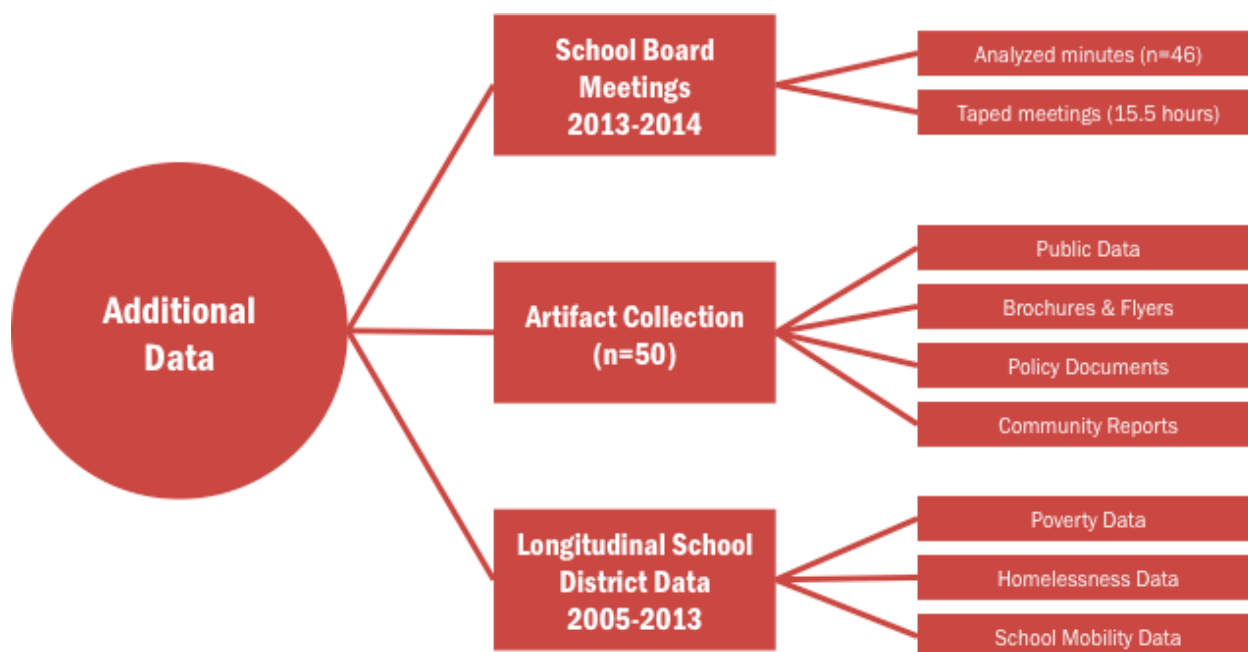 Additional
Data
School Board
Meetings
2013-2014
Analyzed minutes (n=46)
Taped meetings (15.5 hours)
Artifact Collection
(n=50)
Public Data
Brochures & Flyers
Policy Documents
Community Reports
Longitudinal School
District Data
2005-2013
Poverty Data
Homelessness Data
School Mobility Data